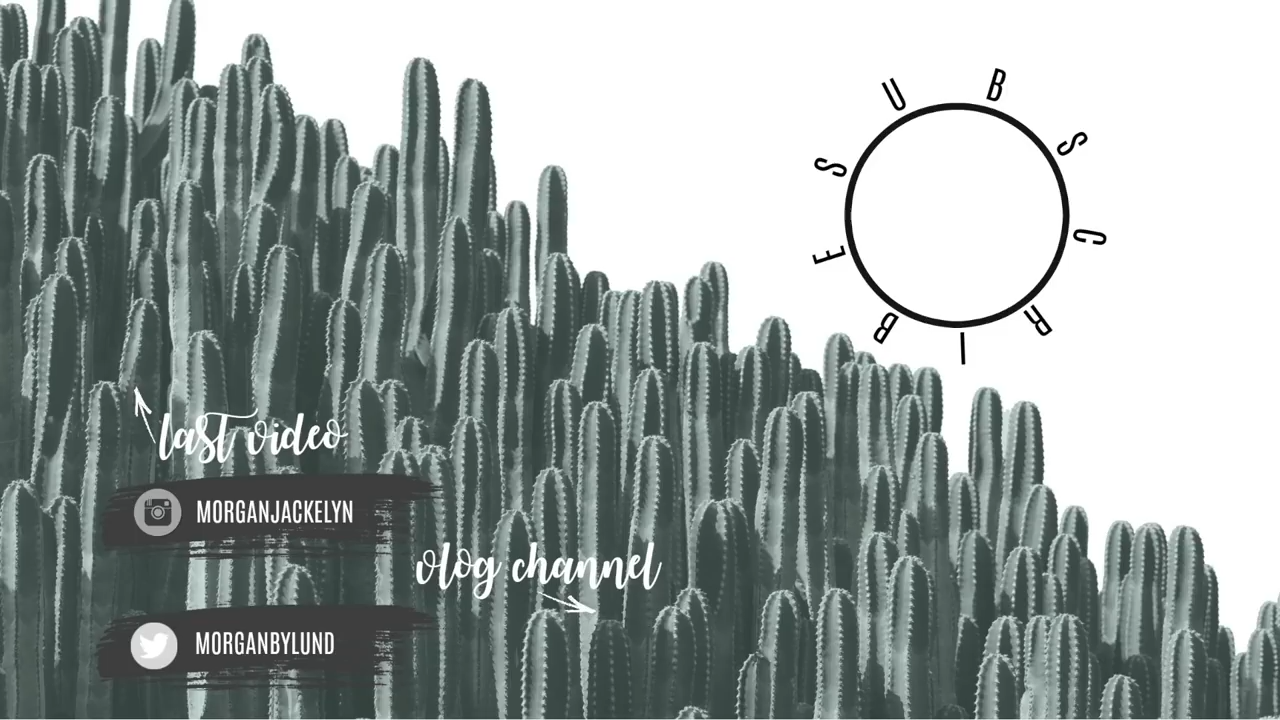 SUBSCRIBE
last video
MORGANJACKELYN
vlog channel
MORGANBYLUND